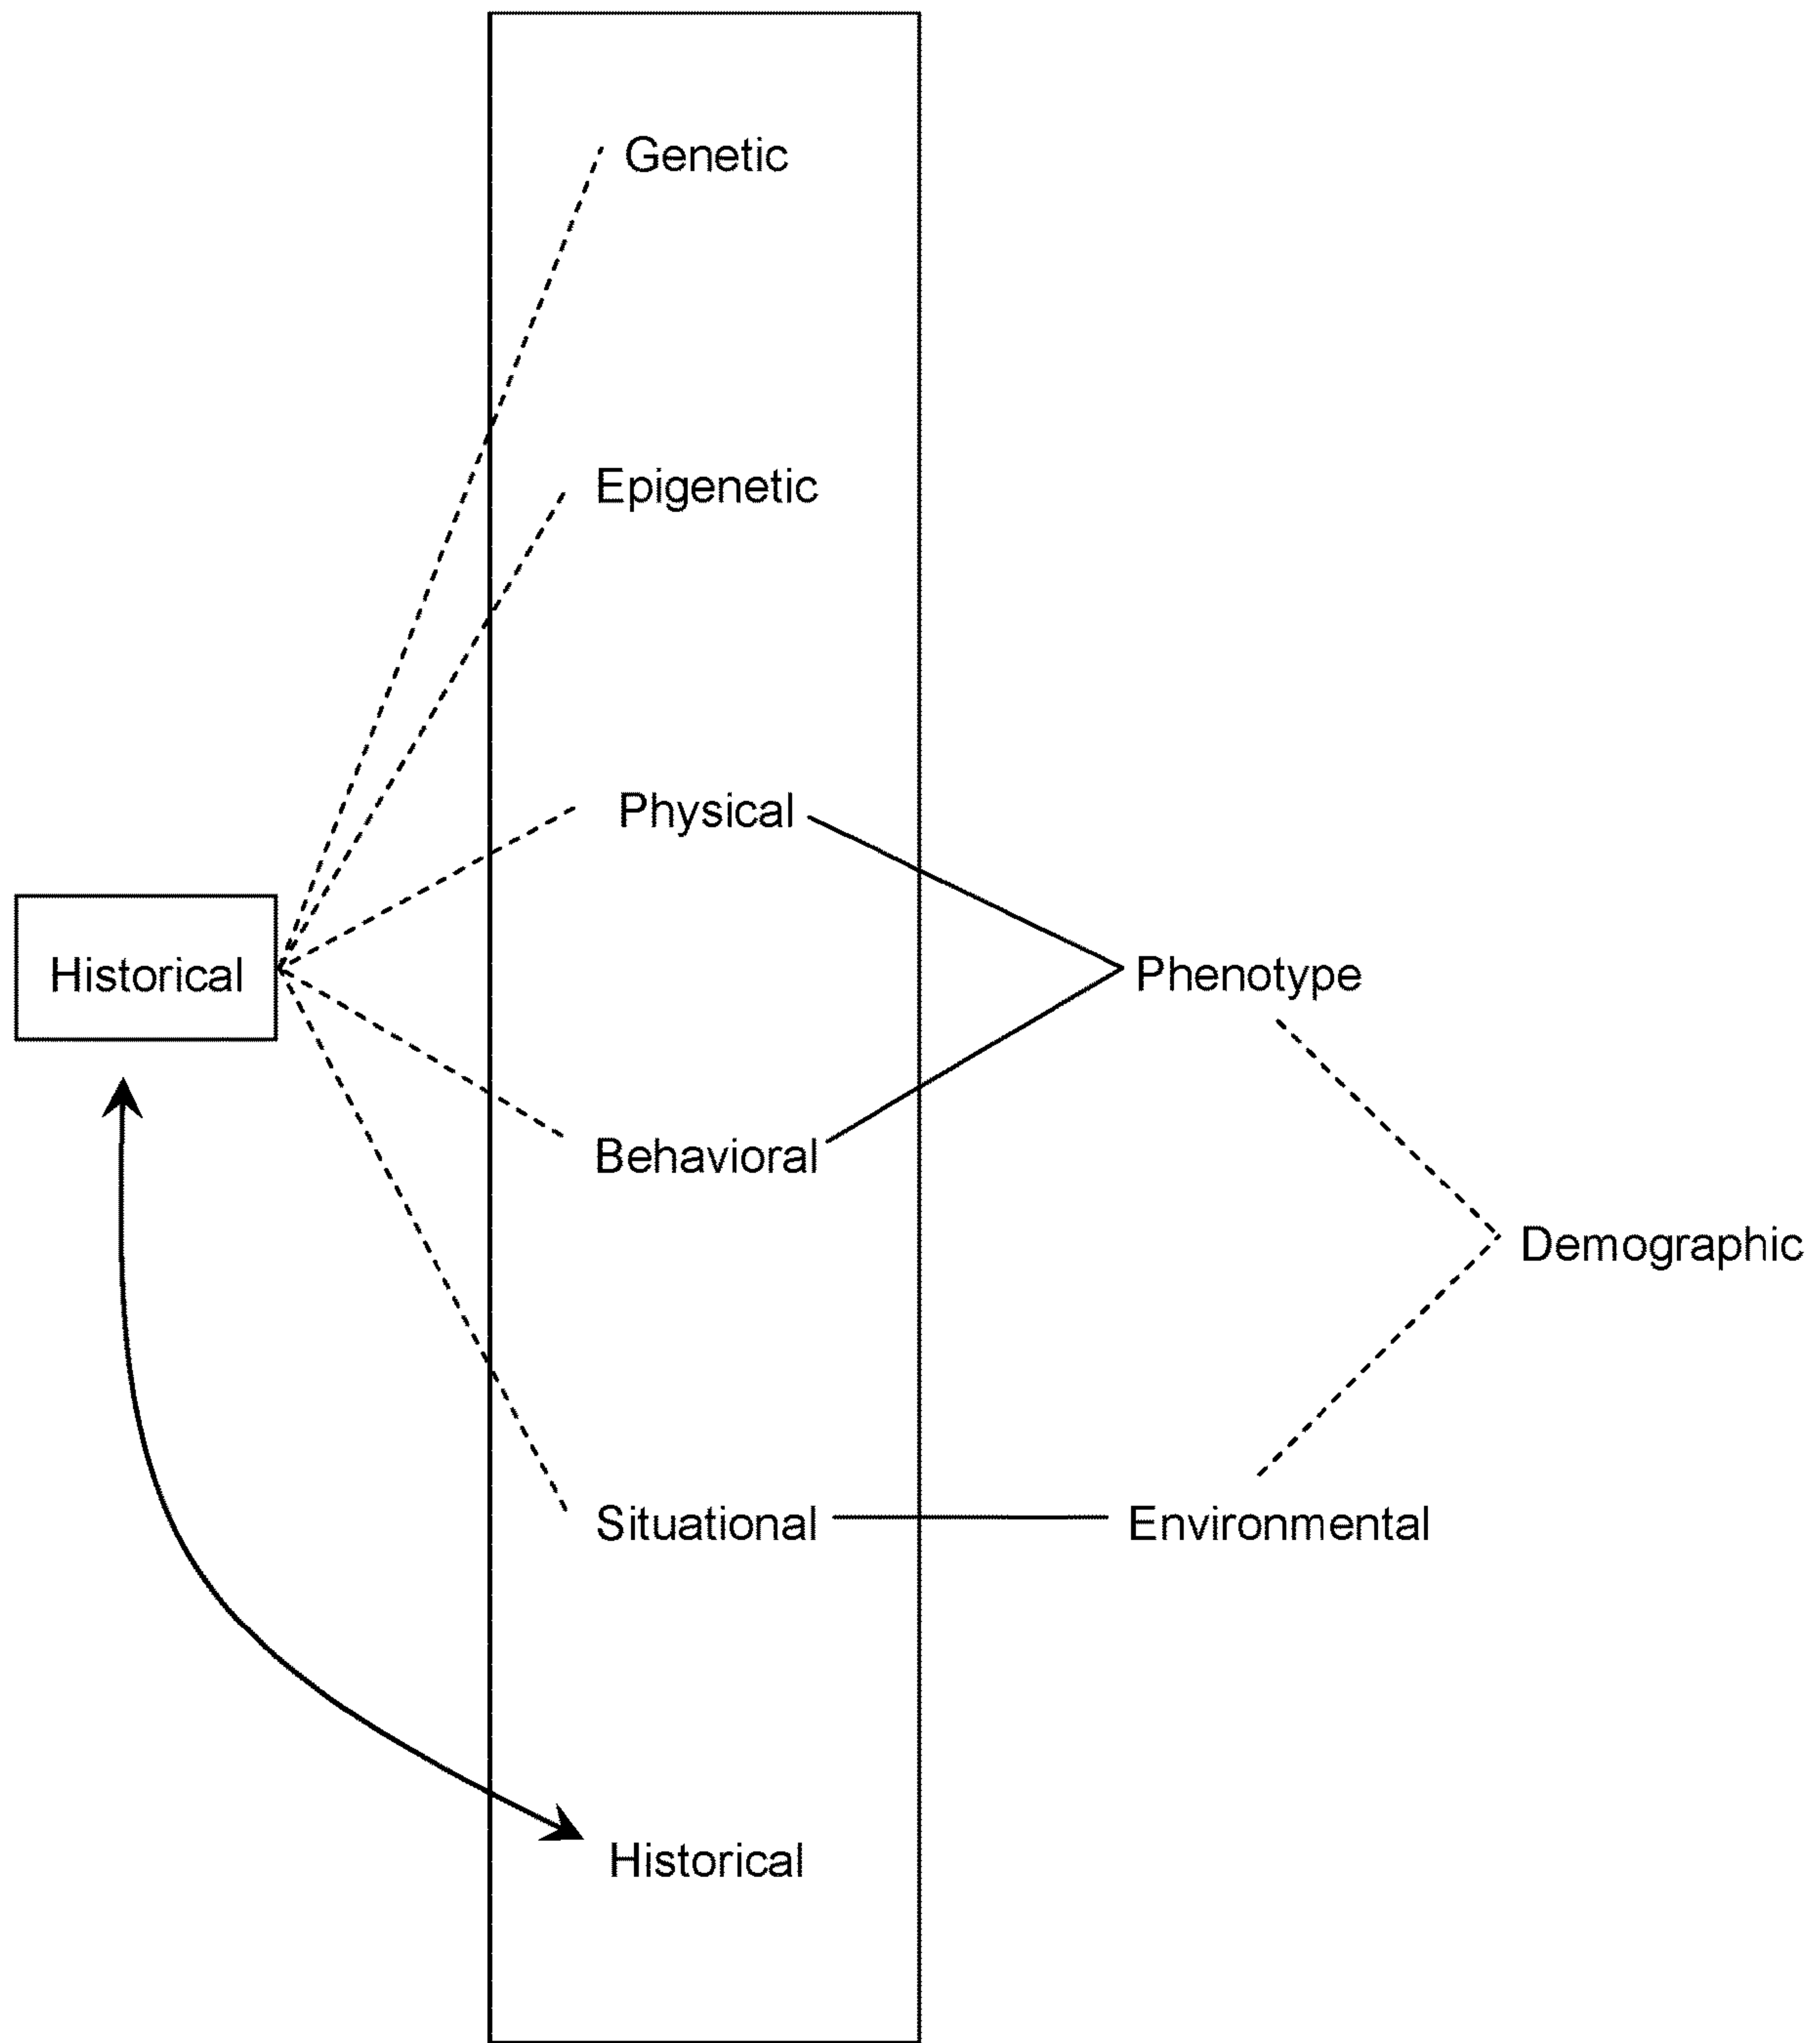 Genetic
Epigenetic
Physical
Historical
Phenotype
Behavioral
Demographic
Situational
Environmental
Historical